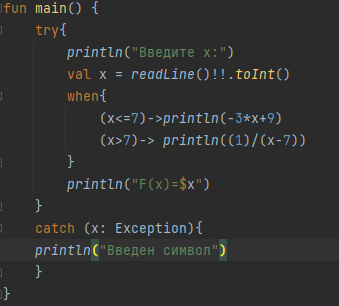 fun main() {
try{
println("Введите x:")
val x = readLine()!!.toInt()
when{
(x<=7)->println(-3*x+9)
(x>7)-> println((1)/(x-7))
}
println("F(x)=$x")
}
catch (x: Exception){
println("Введен символ")
}
}